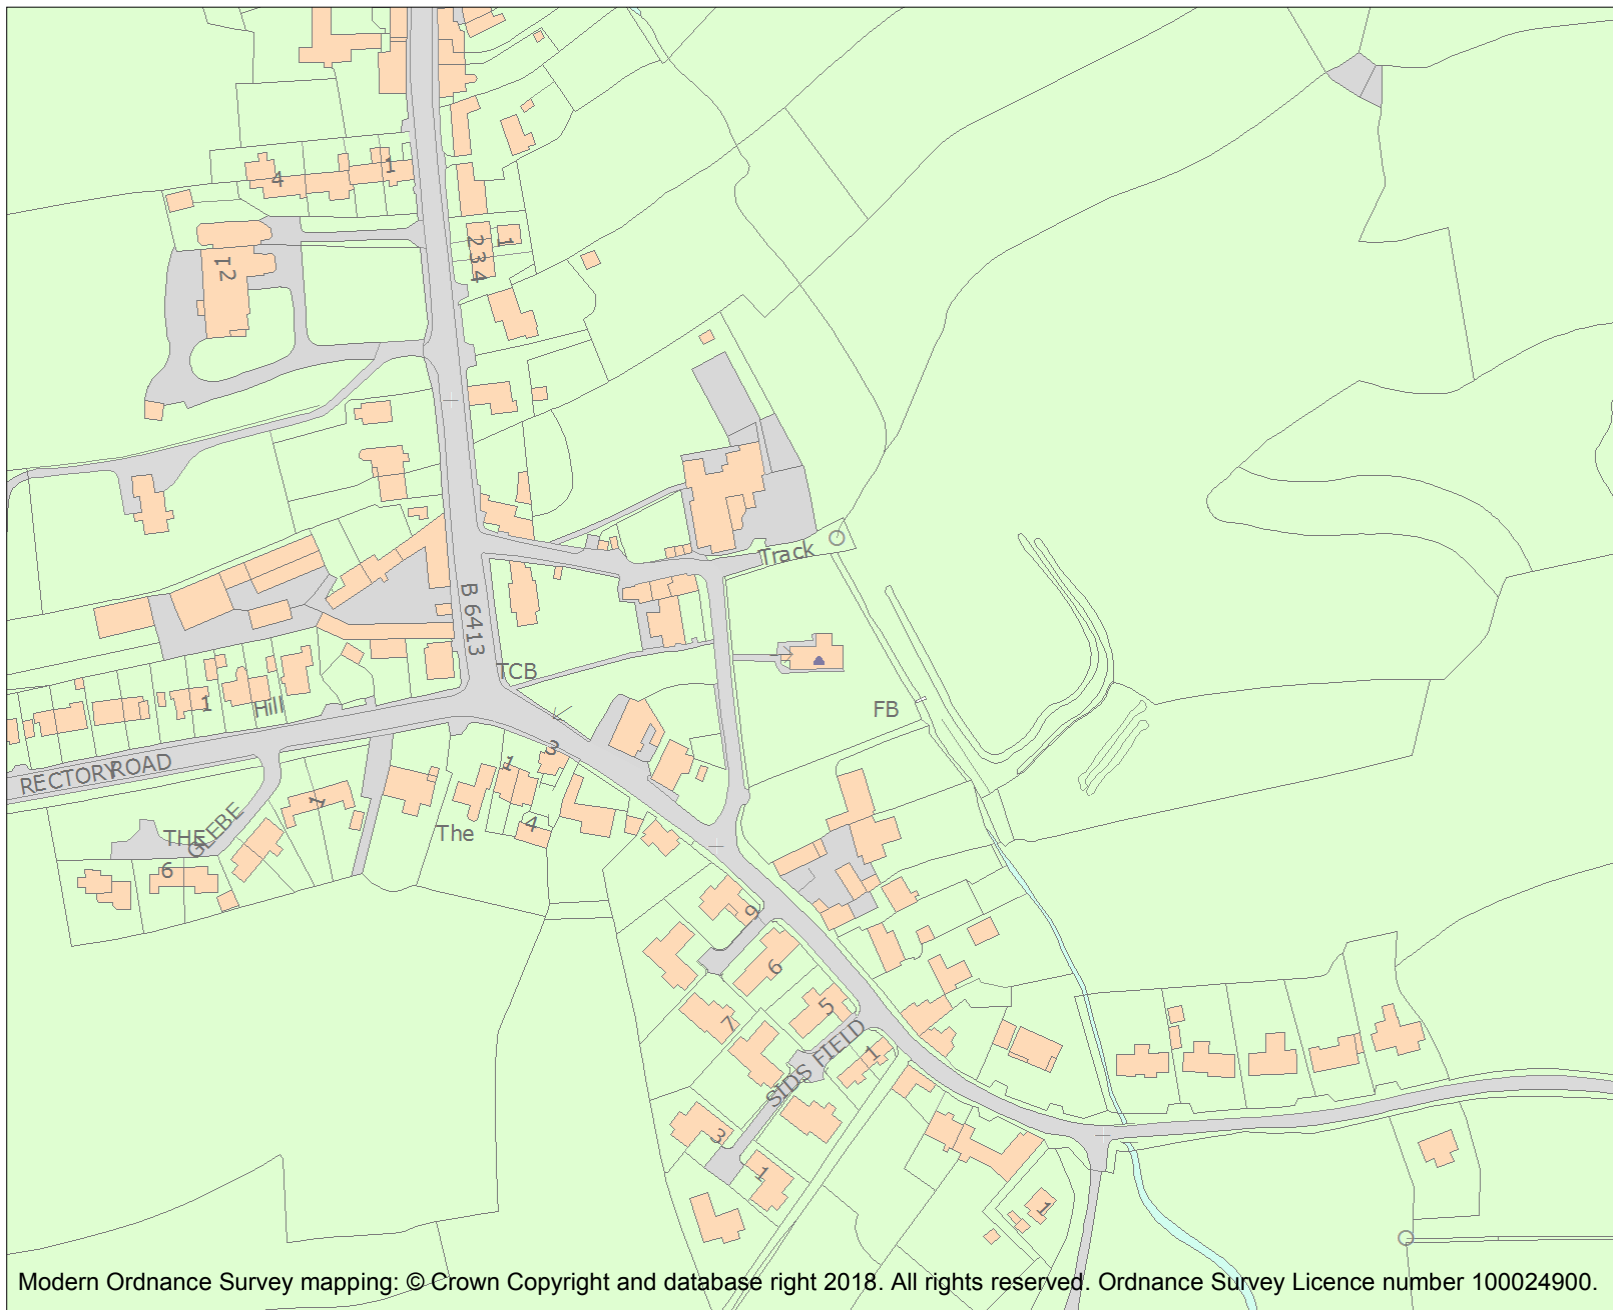 1
4
1
2 3 4
12
Track
B 6413
TCB
FB
1
Hill
3
1
RECTORY ROAD
1
4
The
THE
GLEBE
6
9
6
5
7
1
SIDS FIELD
3
1
1
Modern Ordnance Survey mapping: © Crown Copyright and database right 2018. All rights reserved. Ordnance Survey Licence number 100024900.